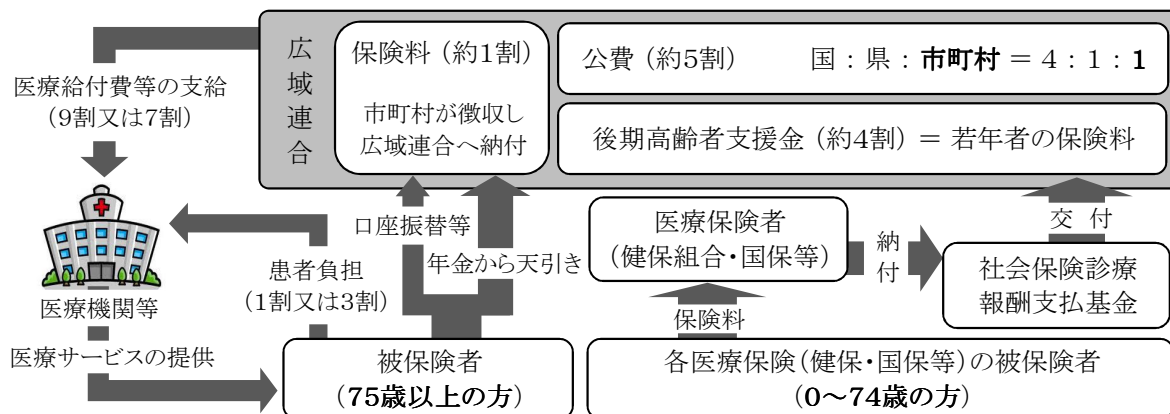 広域連合
保険料（約1割）
市町村が徴収し
広域連合へ納付
公費（約5割）　国：県：市町村＝4：1：1
後期高齢者支援金（約4割）＝若年者の保険料
医療給付費等の支給
（9割又は7割）
口座振替等
年金から天引き
患者負担
（1割又は3割）
医療機関等
医療サービスの提供
被保険者
（75歳以上の方）
医療保険者
（健保組合・国保等）
納付
交　付
社会保険診療
報酬支払基金
保険料
各医療保険（健保・国保等）の被保険者
（0～74歳の方）